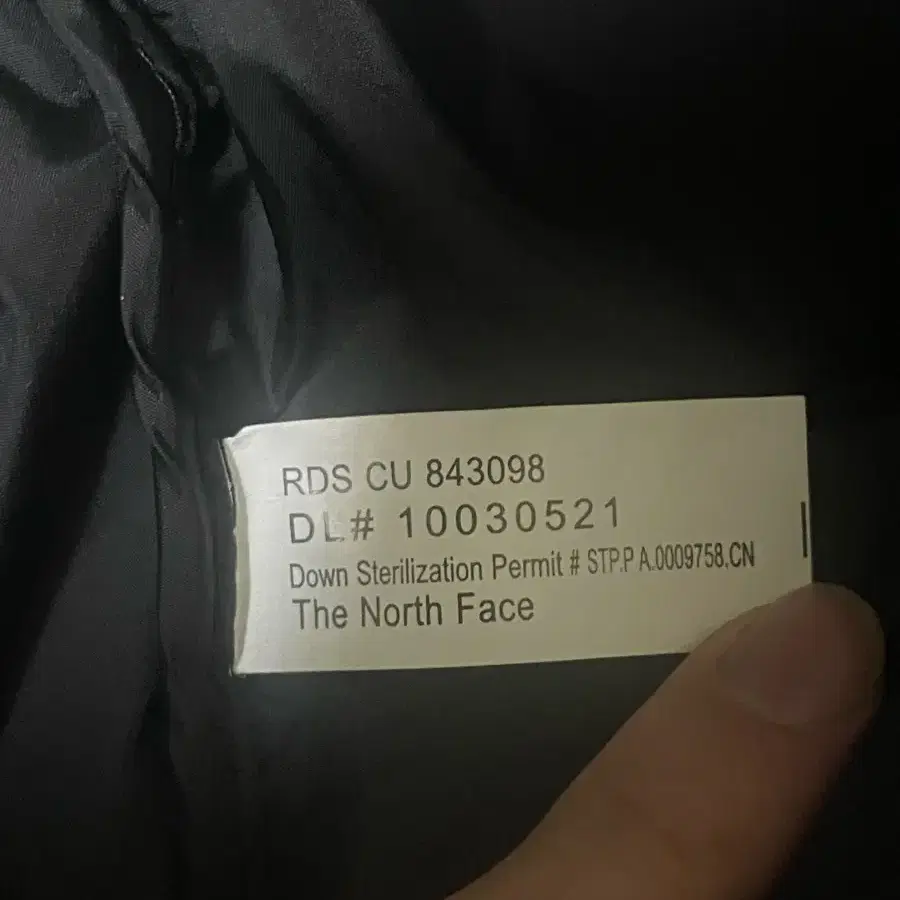 RDS CU 843098
DL# 10030521
Down Sterilization Permit # STP.P A.0009758.CN
The North Face